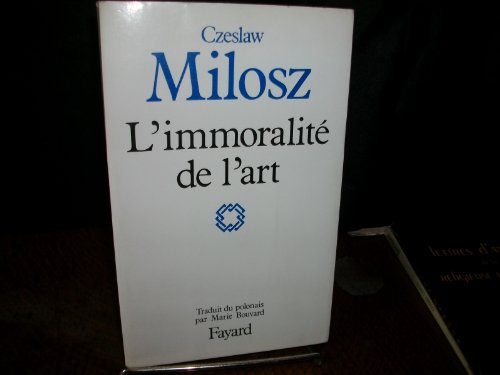 Czeslaw
Milosz
L'immoralité
de l'art
Traduit du polonais
par Marie Bouvard
Fayard